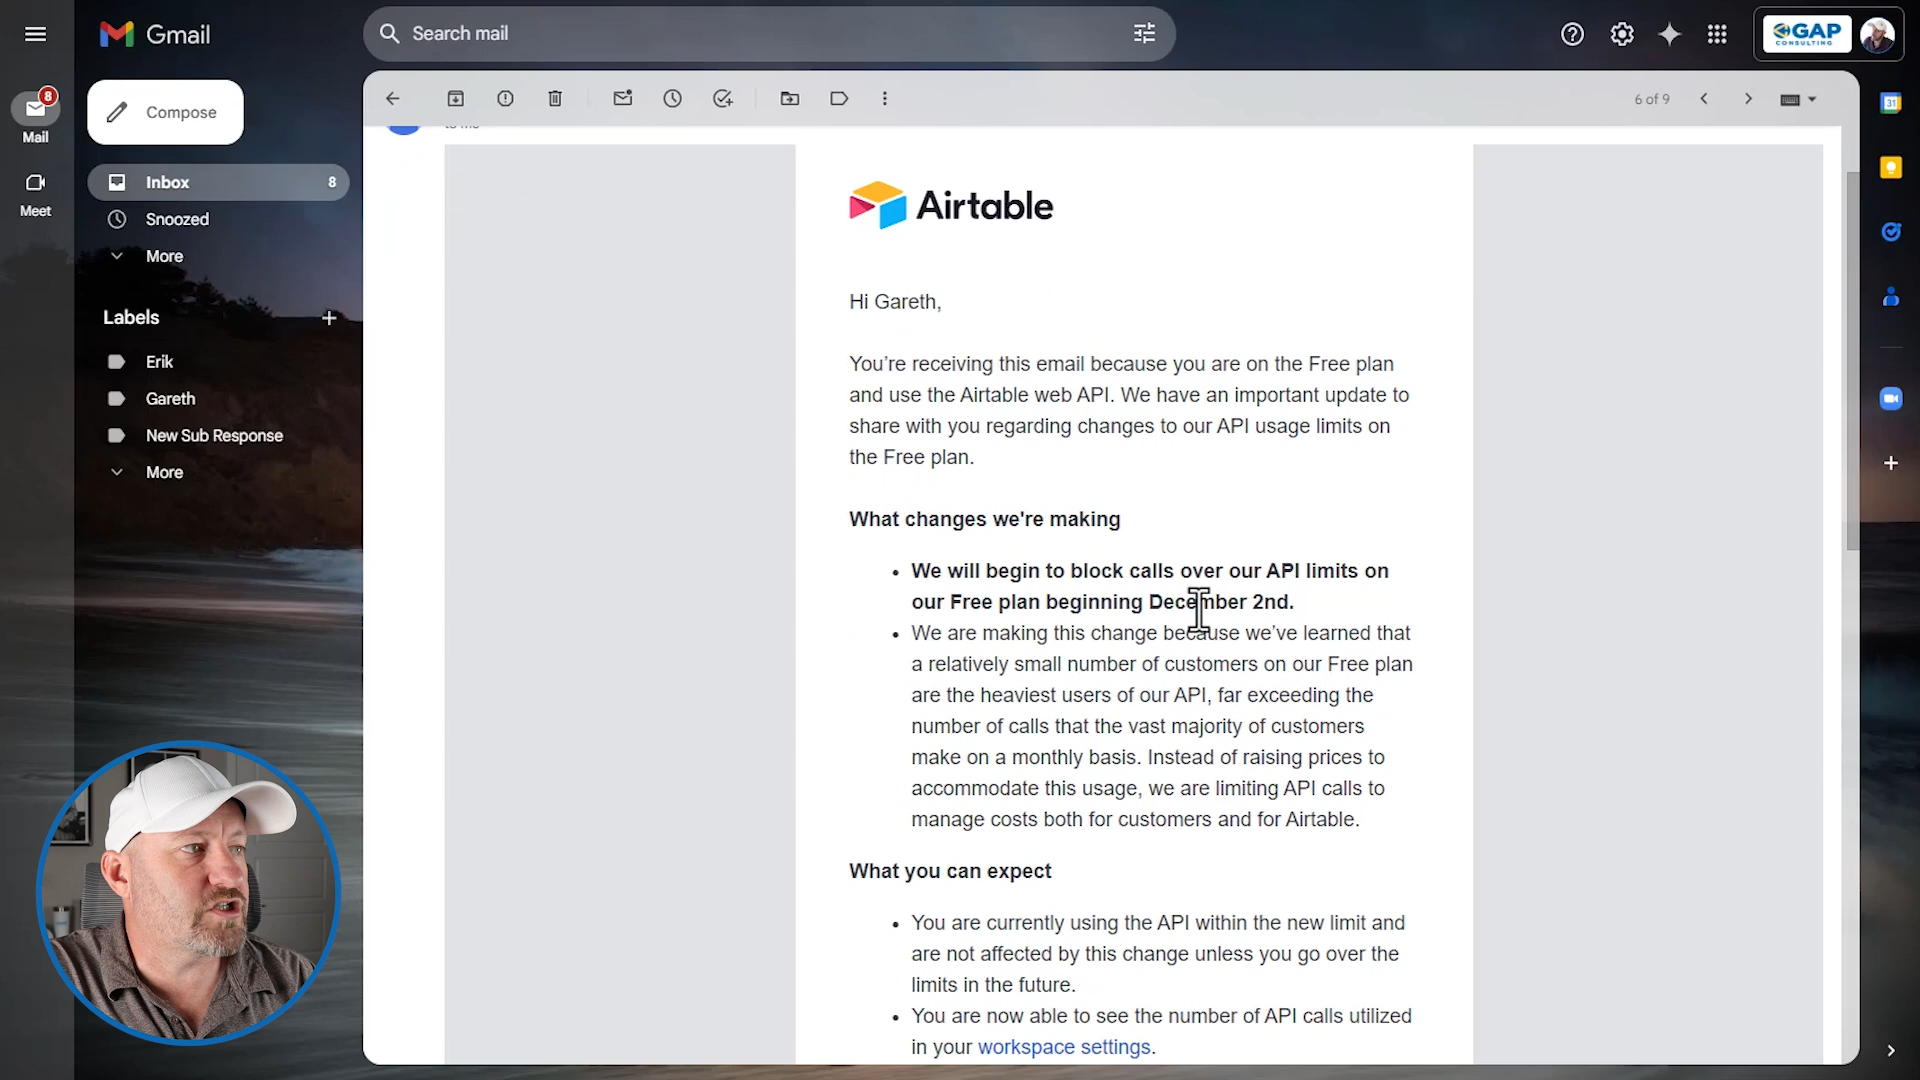 Gmail
Search mail
GAP
CONSULTING
8
Mail
Meet
Compose
Inbox 8
Snoozed
More
Labels
Erik
Gareth
New Sub Response
More
6 of 9
31
to me
Airtable
Hi Gareth,
You're receiving this email because you are on the Free plan
and use the Airtable web API. We have an important update to
share with you regarding changes to our API usage limits on
the Free plan.
What changes we're making
• We will begin to block calls over our API limits on
our Free plan beginning December 2nd.
• We are making this change because we've learned that
a relatively small number of customers on our Free plan
are the heaviest users of our API, far exceeding the
number of calls that the vast majority of customers
make on a monthly basis. Instead of raising prices to
accommodate this usage, we are limiting API calls to
manage costs both for customers and for Airtable.
What you can expect
• You are currently using the API within the new limit and
are not affected by this change unless you go over the
limits in the future.
• You are now able to see the number of API calls utilized
in your workspace settings.